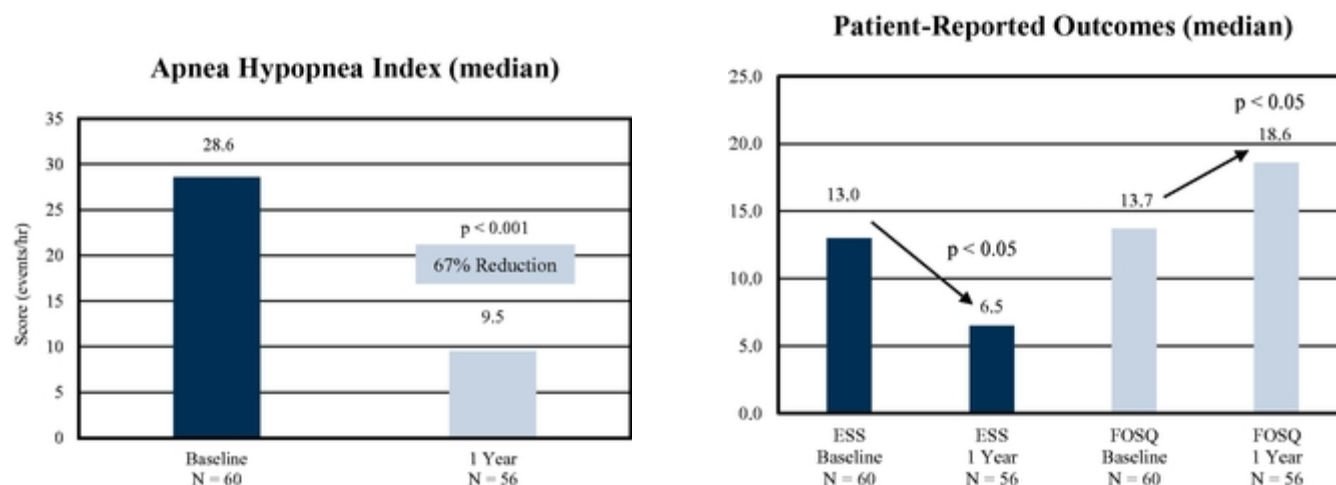 Apnea Hypopnea Index (median)
Score (events/hr)
35
30
25
20
15
10
5
0
28.6
p < 0.001
67% Reduction
9.5
Baseline
N = 60
1 Year
N = 56
Patient-Reported Outcomes (median)
25.0
20.0
15.0
10.0
5.0
0.0
13.0
p < 0.05
6.5
13.7
p < 0.05
18.6
ESS
Baseline
N = 60
ESS
1 Year
N = 56
FOSQ
Baseline
N = 60
FOSQ
1 Year
N = 56